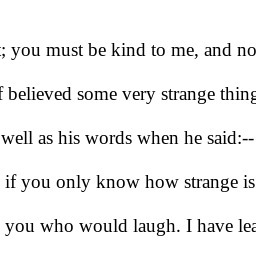 ; you must be kind to me, and no
believed some very strange thing
well as his words when he said:--
if you only know how strange is
you who would laugh. I have lea